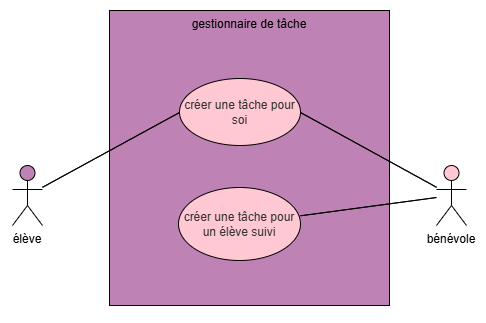 gestionnaire de tâche
créer une tâche pour
soi
créer une tâche pour
un élève suivi
élève
bénévole